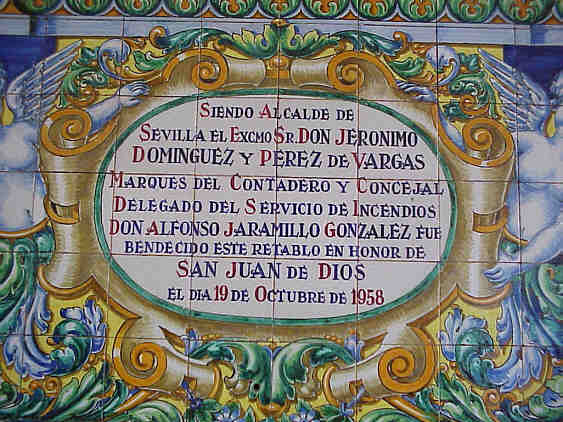 SIENDO ALCALDE DE
SEVILLA EL EXCMO SR. DON JERONIMO
DOMINGUEZ Y PÉREZ DE VARGAS
MARQUÉS DEL CONTADERO Y CONCEJAL
DELEGADO DEL SERVICIO DE INCENDIOS
DON ALFONSO JARAMILLO GONZALEZ FUE
BENDECIDO ESTE RETABLO EN HONOR DE
SAN JUAN DE DIOS
EL DIA 19 DE OCTUBRE DE 1958